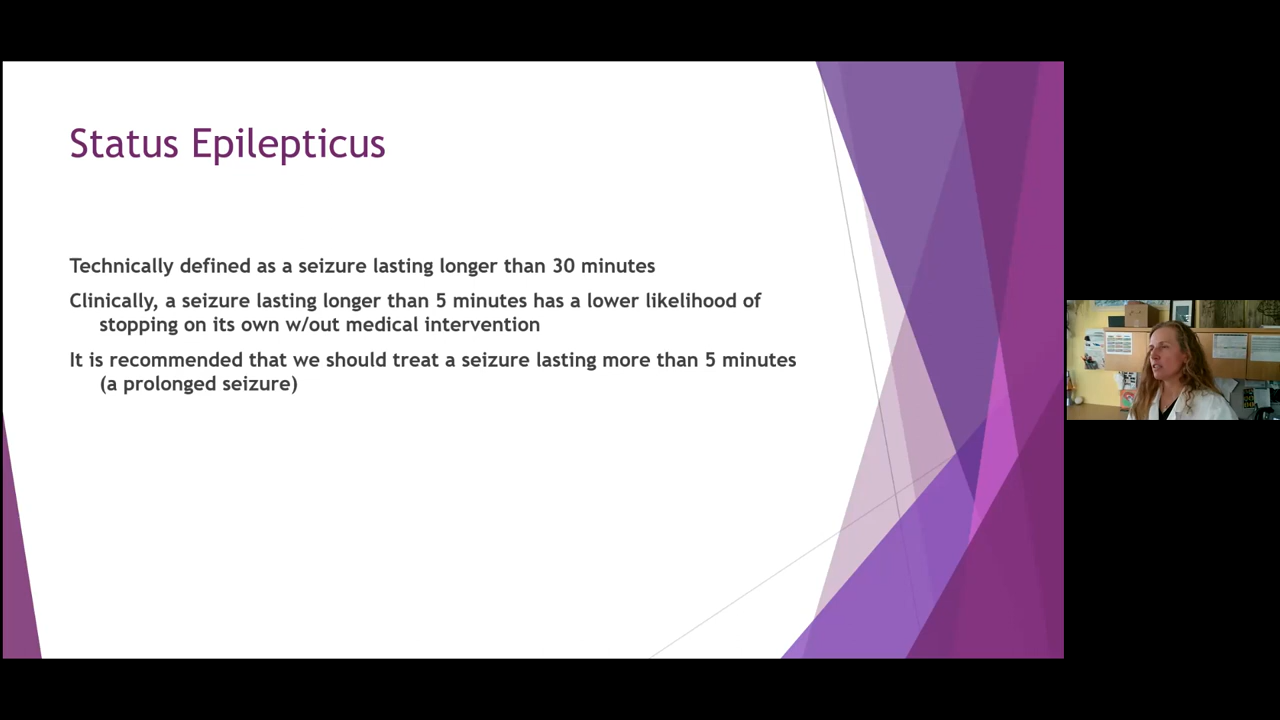 Status Epilepticus
Technically defined as a seizure lasting longer than 30 minutes
Clinically, a seizure lasting longer than 5 minutes has a lower likelihood of
stopping on its own w/out medical intervention
It is recommended that we should treat a seizure lasting more than 5 minutes
(a prolonged seizure)